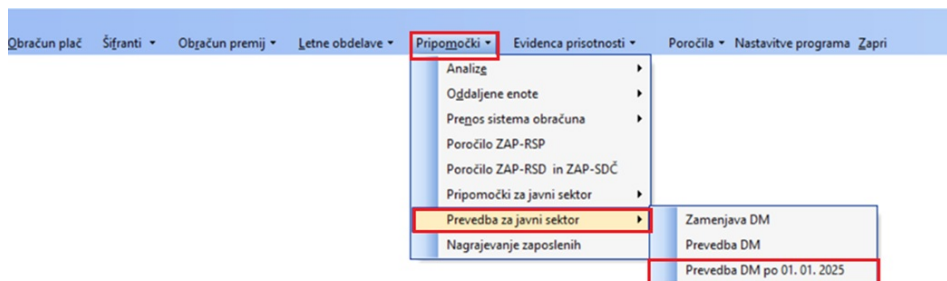 Obračun plač Šifranti Obračun premij Letne obdelave Pripomočki Evidenca prisotnosti Poročila Nastavitve programa Zapri
Analize
Oddaljene enote
Prenos sistema obračuna
Poročilo ZAP-RSP
Poročilo ZAP-RSD in ZAP-SDČ
Pripomočki za javni sektor
Prevedba za javni sektor
Nagrajevanje zaposlenih
Zamenjava DM
Prevedba DM
Prevedba DM po 01. 01. 2025